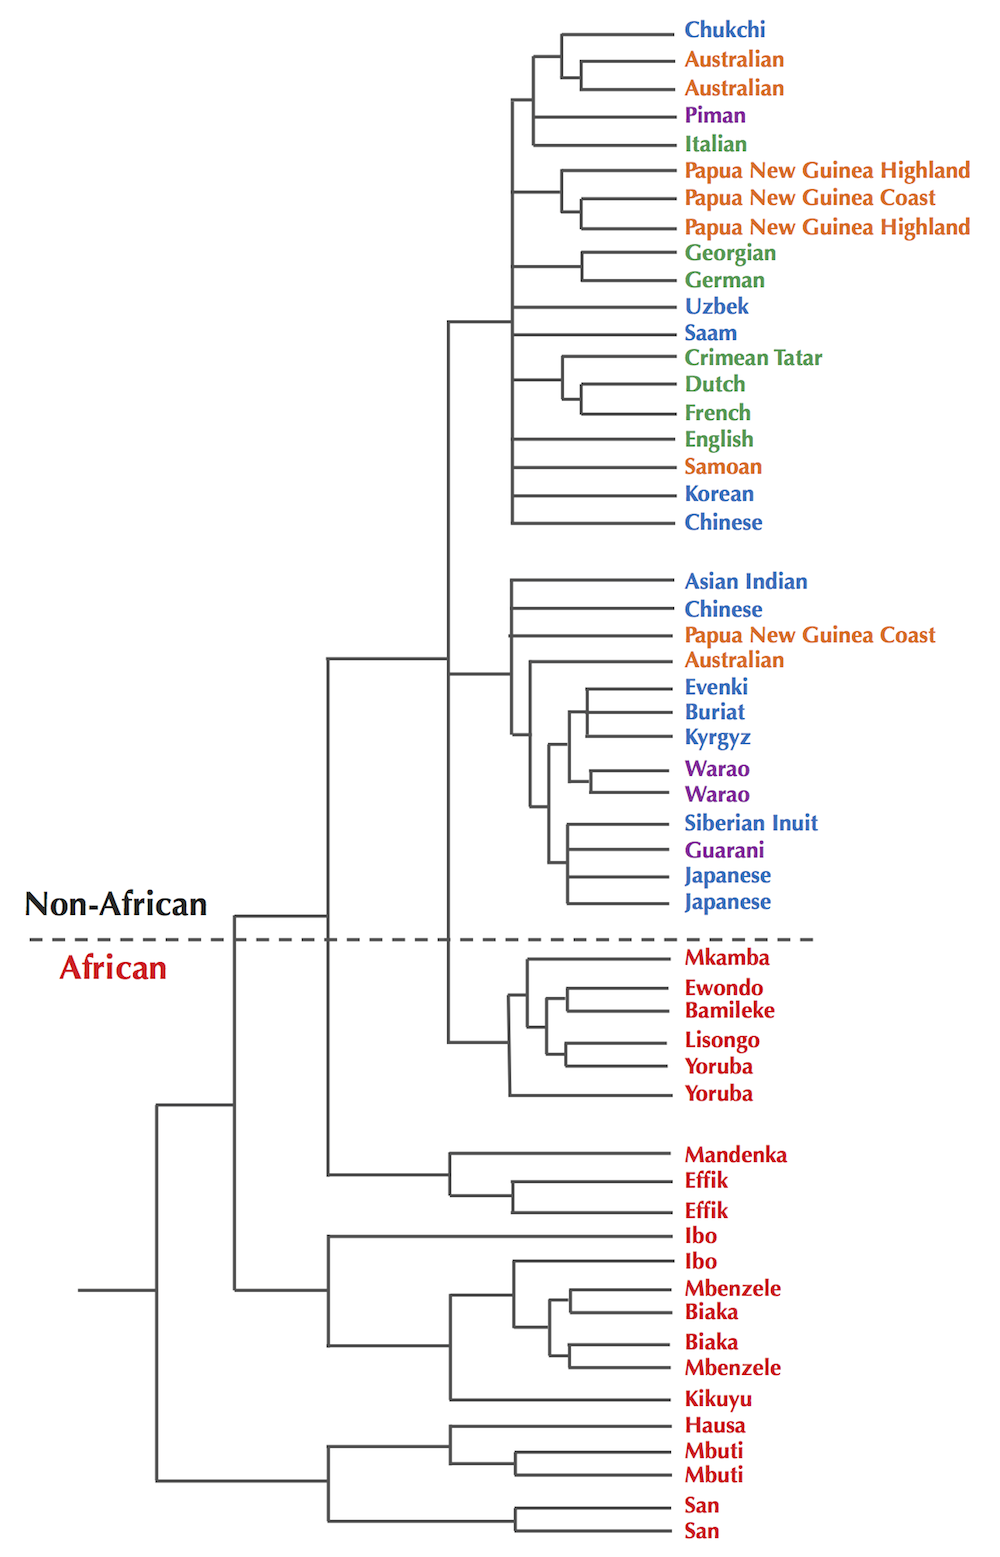 Chukchi
Australian
Australian
Piman
Italian
Papua New Guinea Highland
Papua New Guinea Coast
Papua New Guinea Highland
Georgian
German
Uzbek
Saam
Crimean Tatar
Dutch
French
English
Samoan
Korean
Chinese
Asian Indian
Chinese
Papua New Guinea Coast
Australian
Evenki
Buriat
Kyrgyz
Warao
Warao
Siberian Inuit
Guarani
Japanese
Japanese
Non-African
African
Mkamba
Ewondo
Bamileke
Lisongo
Yoruba
Yoruba
Mandenka
Effik
Effik
Ibo
Ibo
Mbenzele
Biaka
Biaka
Mbenzele
Kikuyu
Hausa
Mbuti
Mbuti
San
San